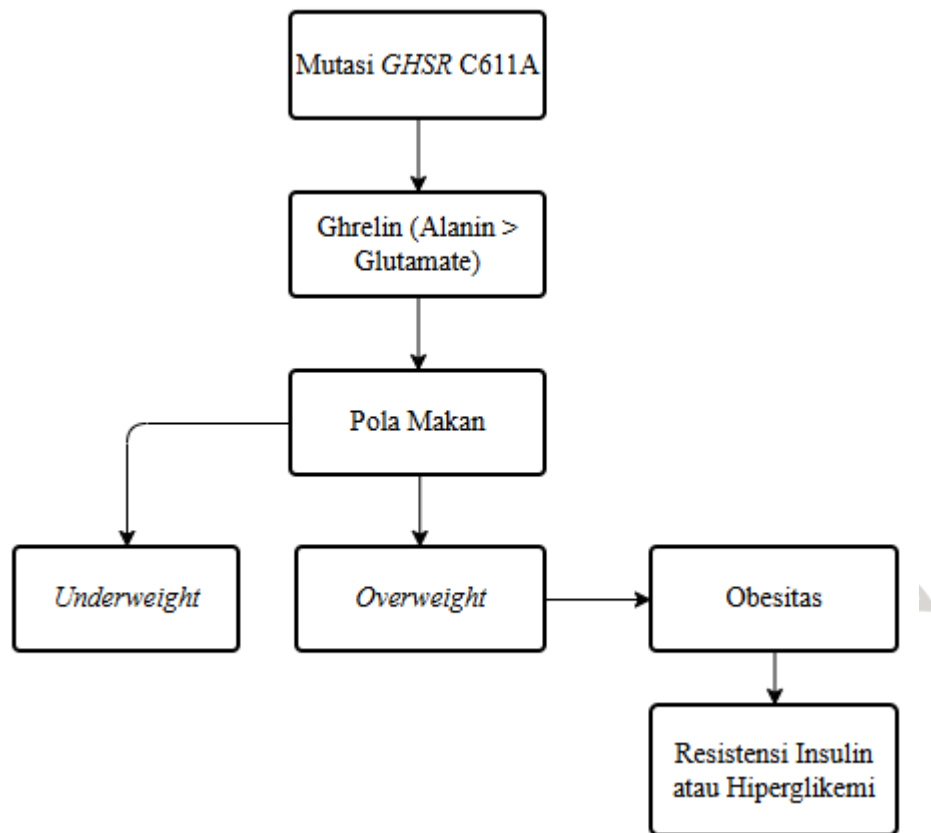 Mutasi GHSR C611A
Ghrelin (Alanin >
Glutamate)
Pola Makan
Underweight
Overweight
Obesitas
Resistensi Insulin
atau Hiperglikemi